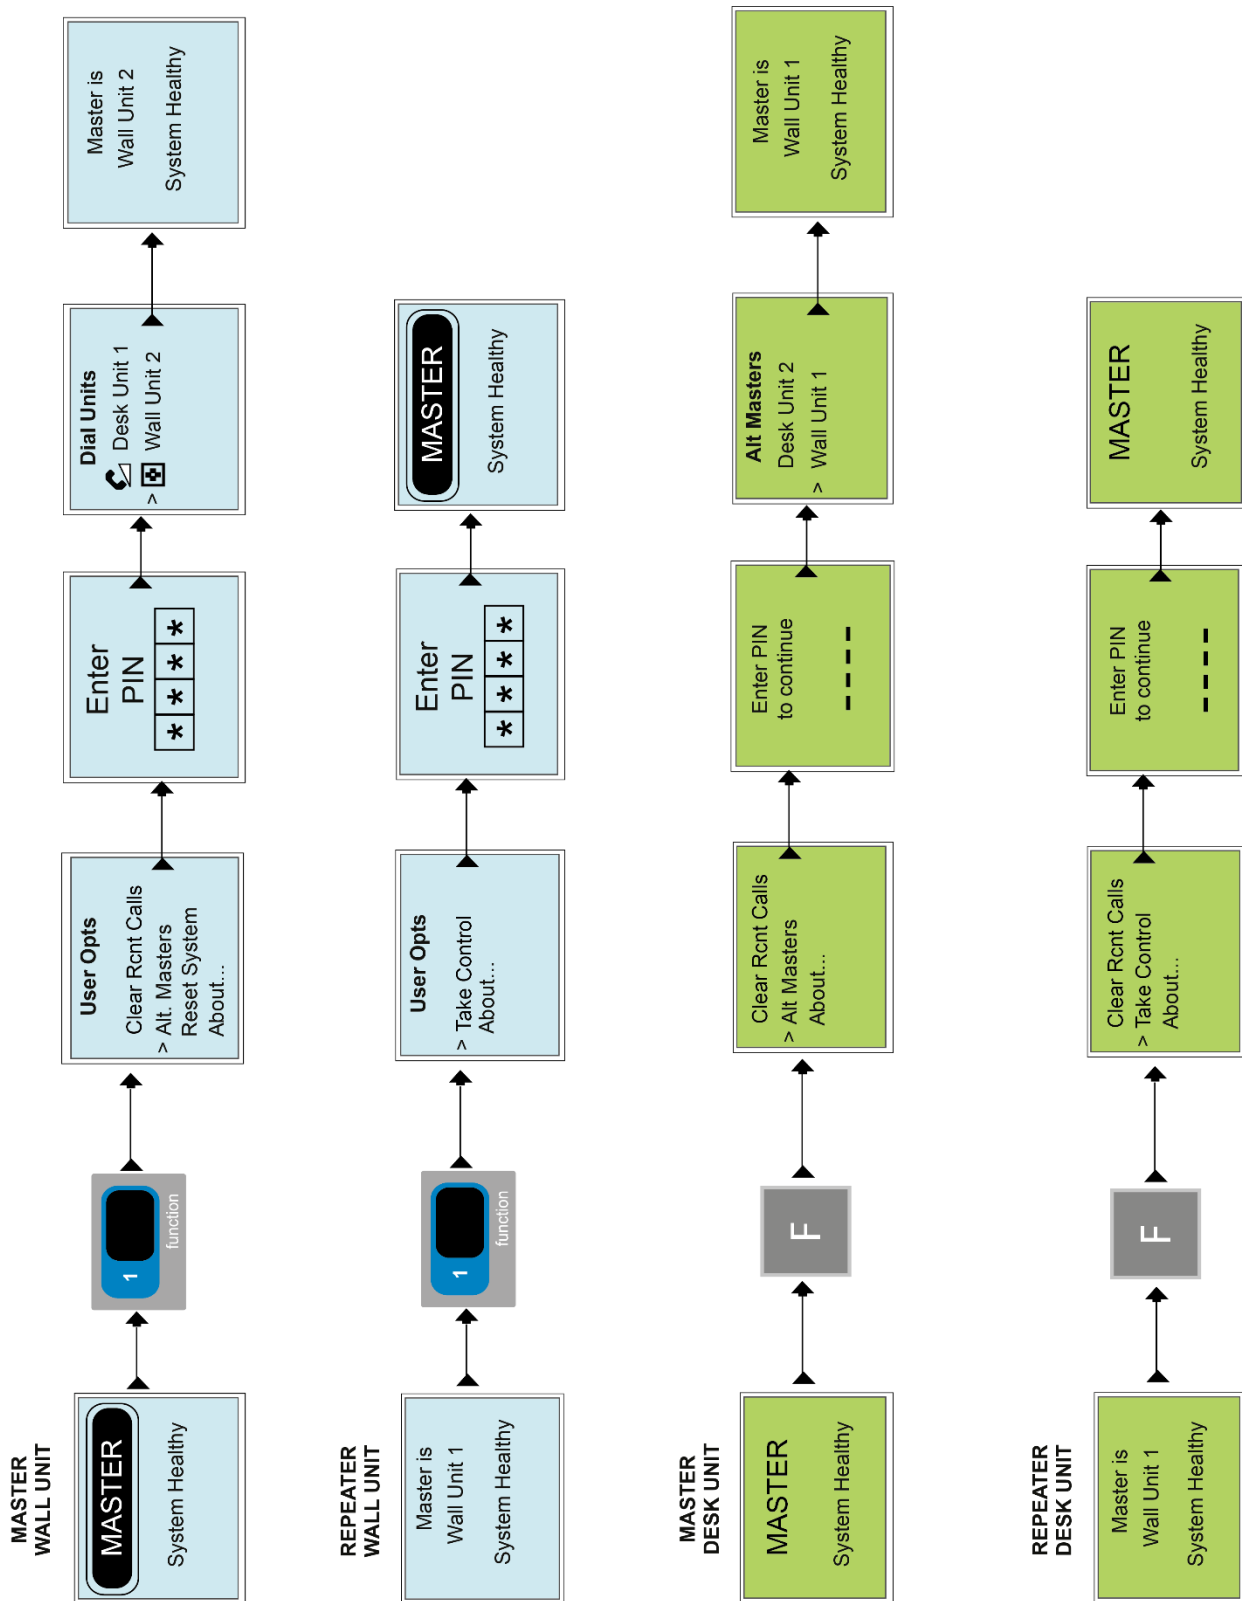 MASTER
WALL UNIT
MASTER
System Healthy
1
function
User Opts
Clear Rcnt Calls
> Alt. Masters
Reset System
About...
Enter
PIN
* * * *
Dial Units
Desk Unit 1
> Wall Unit 2
Master is
Wall Unit 2
System Healthy
REPEATER
WALL UNIT
Master is
Wall Unit 1
System Healthy
1
function
User Opts
> Take Control
About...
Enter
PIN
* * * *
MASTER
System Healthy
MASTER
DESK UNIT
MASTER
System Healthy
F
Clear Rcnt Calls
> Alt Masters
About...
Enter PIN
to continue
– – – –
Alt Masters
Desk Unit 2
> Wall Unit 1
Master is
Wall Unit 1
System Healthy
REPEATER
DESK UNIT
Master is
Wall Unit 1
System Healthy
F
Clear Rcnt Calls
> Take Control
About...
Enter PIN
to continue
– – – –
MASTER
System Healthy